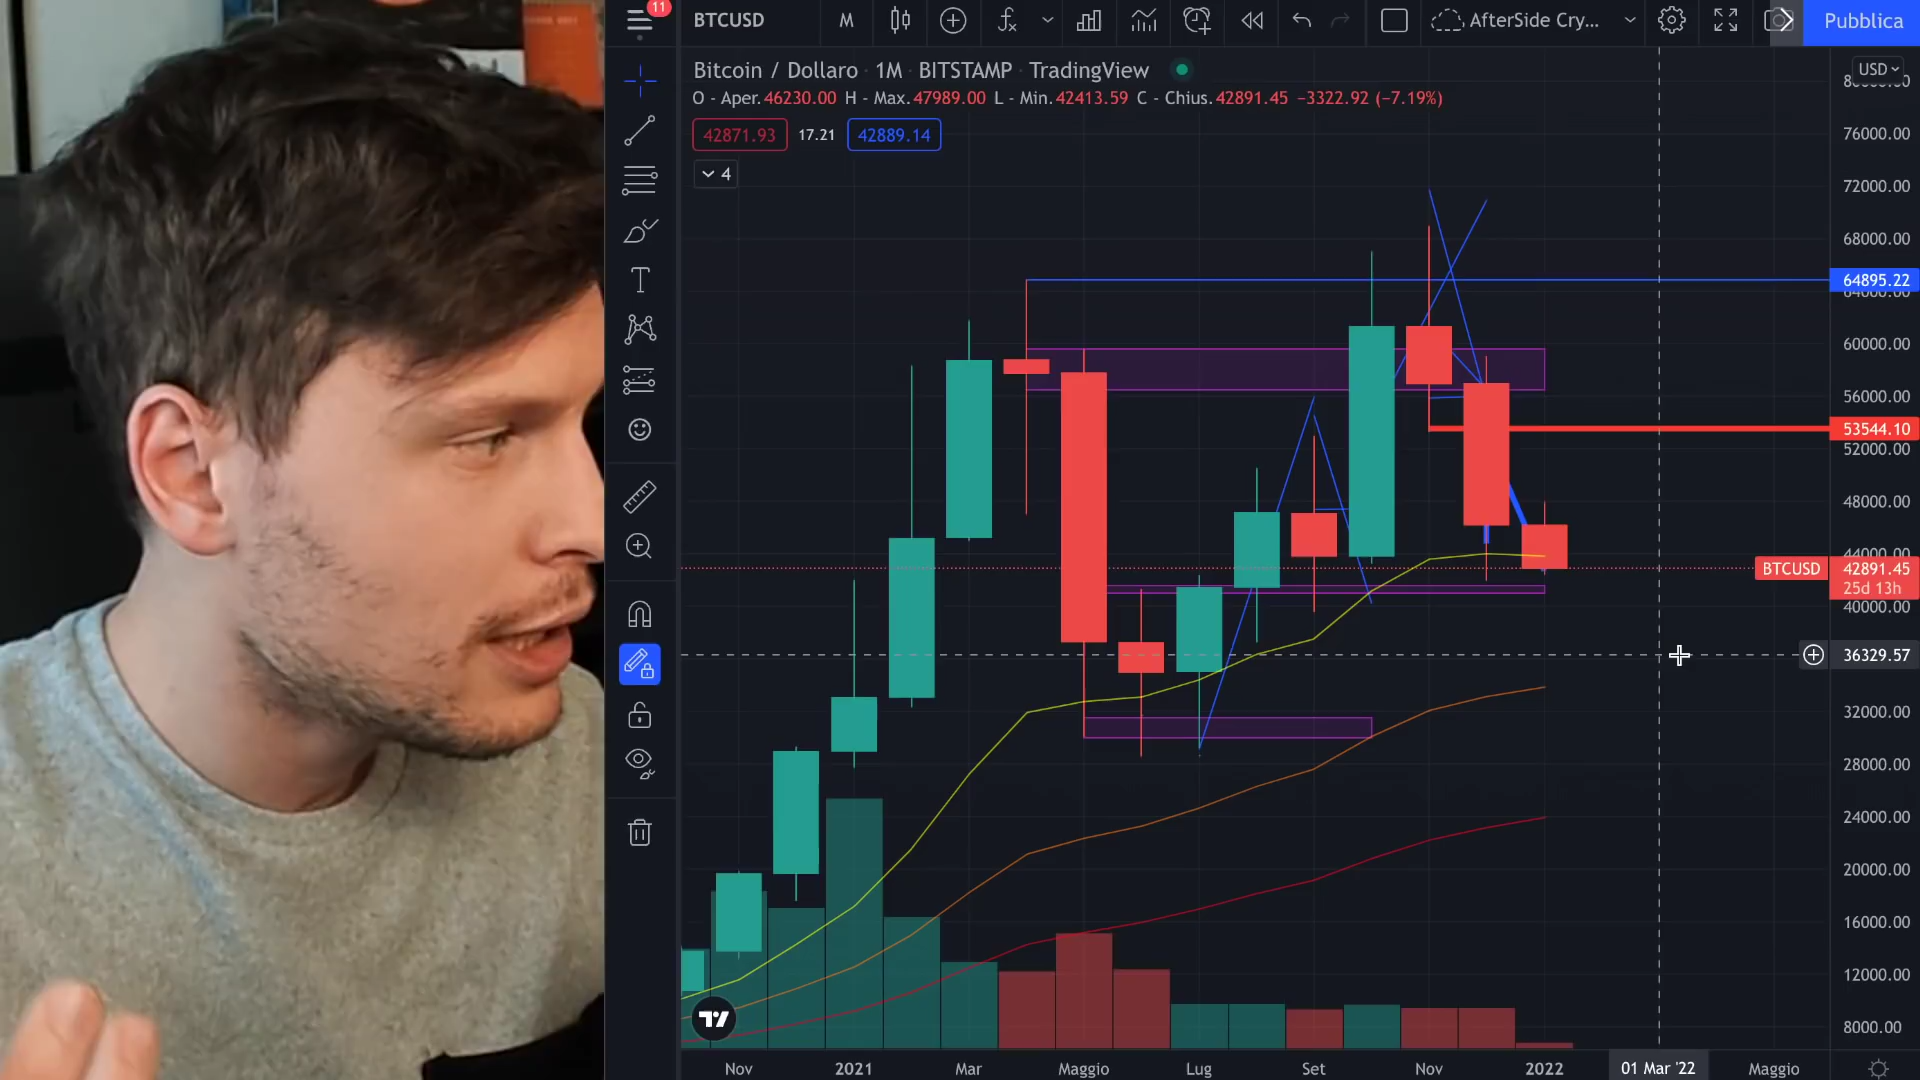 11
BTCUSD
M
AfterSide Cry...
Pubblica
Bitcoin / Dollaro · 1M · BITSTAMP · TradingView
USD
O - Aper.46230.00 H - Max.47989.00 L - Min.42413.59 C - Chius.42891.45 −3322.92 (−7.19%)
42871.93 17.21 42889.14
4
76000.00
72000.00
68000.00
64895.22
64000.00
60000.00
56000.00
53544.10
52000.00
48000.00
44000.00
BTCUSD 42891.45
25d 13h
40000.00
36329.57
32000.00
28000.00
24000.00
20000.00
16000.00
12000.00
8000.00
Nov 2021 Mar Maggio Lug Set Nov 2022 01 Mar '22 Maggio